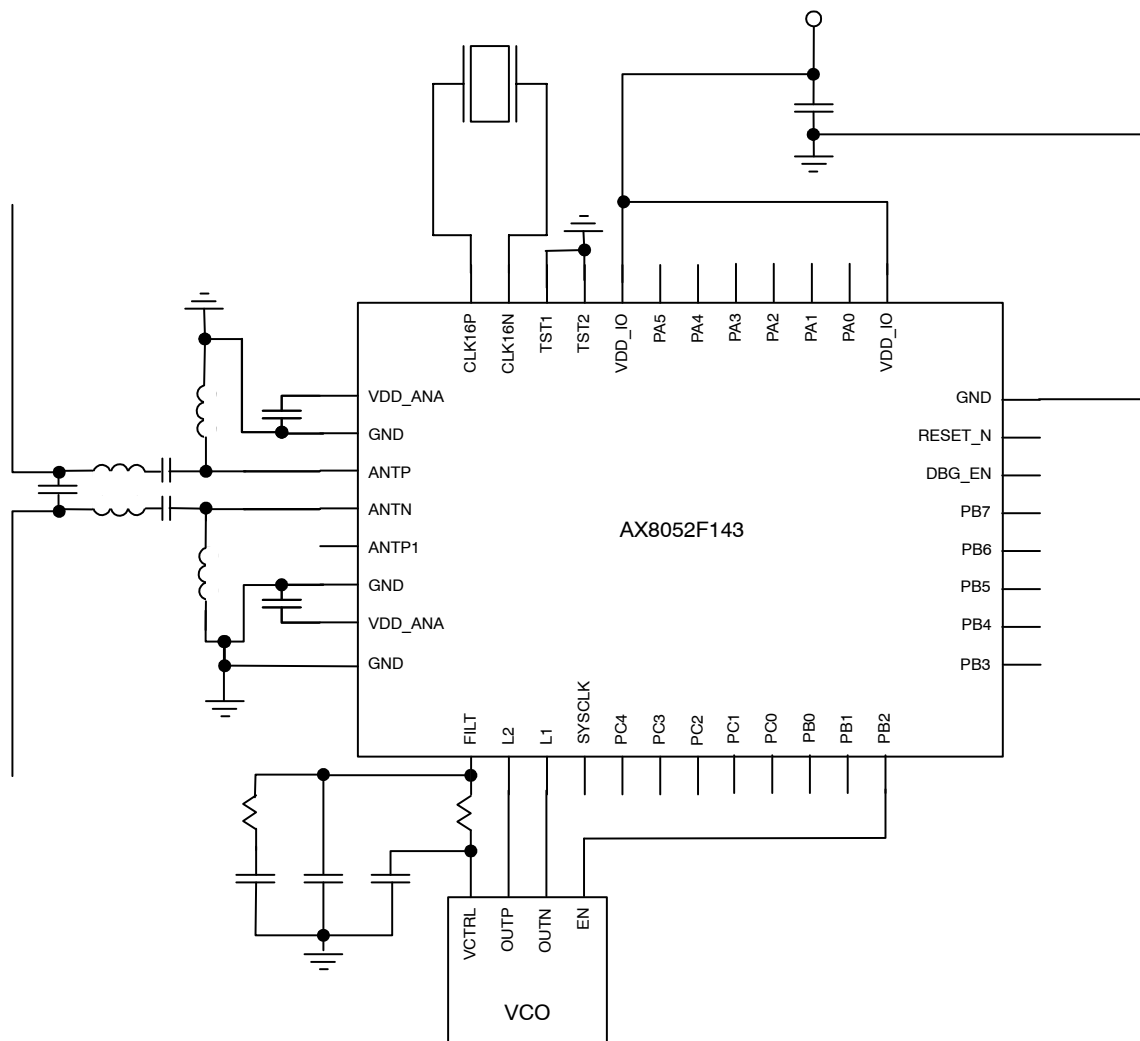 CLK16P
CLK16N
TST1
TST2
VDD_IO
PA5
PA4
PA3
PA2
PA1
PA0
VDD_IO
VDD_ANA
GND
ANTP
ANTN
ANTP1
GND
VDD_ANA
GND
AX8052F143
GND
RESET_N
DBG_EN
PB7
PB6
PB5
PB4
PB3
FILT
L2
L1
SYSCLK
PC4
PC3
PC2
PC1
PC0
PB0
PB1
PB2
VCTRL
OUTP
OUTN
EN
VCO